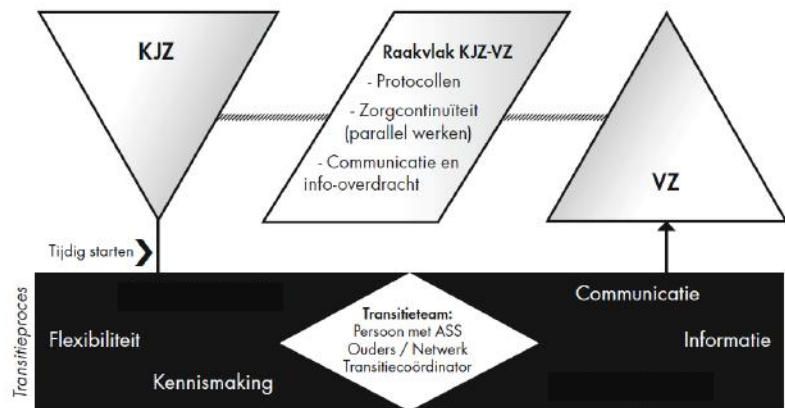 KJZ
Raakvlak KJZ-VZ
- Protocollen
- Zorgcontinuïteit
(parallel werken)
- Communicatie en
info-overdracht
VZ
Tijdig starten
Transitieproces
Flexibiliteit
Kennismaking
Transitieteam:
Persoon met ASS
Ouders / Netwerk
Transitiecoördinator
Communicatie
Informatie